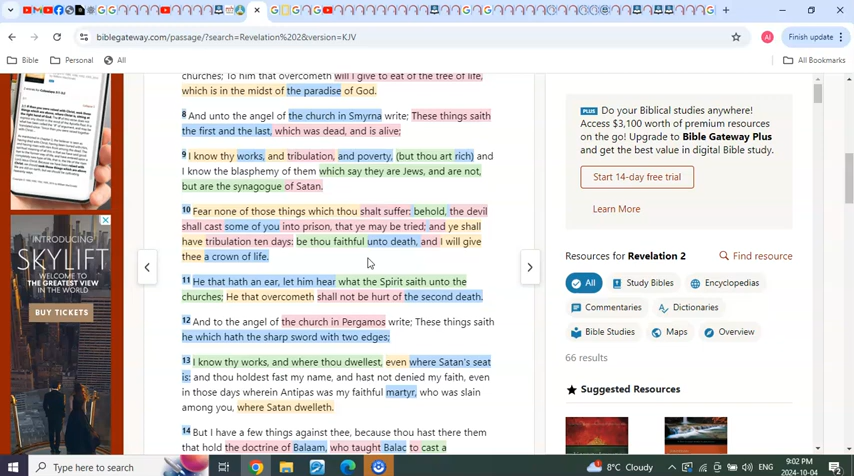 Finish update
biblegateway.com/passage/?search=Revelation%202&version=KJV
AI
Bible
Personal
All
All Bookmarks
churches; To him that overcometh will I give to eat of the tree of life,
which is in the midst of the paradise of God.
8 And unto the angel of the church in Smyrna write; These things saith
the first and the last, which was dead, and is alive;
9 I know thy works, and tribulation, and poverty, (but thou art rich) and
I know the blasphemy of them which say they are Jews, and are not,
but are the synagogue of Satan.
10 Fear none of those things which thou shalt suffer: behold, the devil
shall cast some of you into prison, that ye may be tried; and ye shall
have tribulation ten days: be thou faithful unto death, and I will give
thee a crown of life.
11 He that hath an ear, let him hear what the Spirit saith unto the
churches; He that overcometh shall not be hurt of the second death.
12 And to the angel of the church in Pergamos write; These things saith
he which hath the sharp sword with two edges;
13 I know thy works, and where thou dwellest, even where Satan's seat
is: and thou holdest fast my name, and hast not denied my faith, even
in those days wherein Antipas was my faithful martyr, who was slain
among you, where Satan dwelleth.
14 But I have a few things against thee, because thou hast there them
that hold the doctrine of Balaam, who taught Balac to cast a
INTRODUCING
SKYLIFT
WELCOME TO
THE GREATEST VIEW
IN THE WORLD
BUY TICKETS
PLUS Do your Biblical studies anywhere!
Access $3,100 worth of premium resources
on the go! Upgrade to Bible Gateway Plus
and get the best value in digital Bible study.
Start 14-day free trial
Learn More
Resources for Revelation 2
Find resource
All
Study Bibles
Encyclopedias
Commentaries
Dictionaries
Bible Studies
Maps
Overview
66 results
Suggested Resources
Type here to search
8°C Cloudy
ENG
9:02 PM
2024-10-04
2